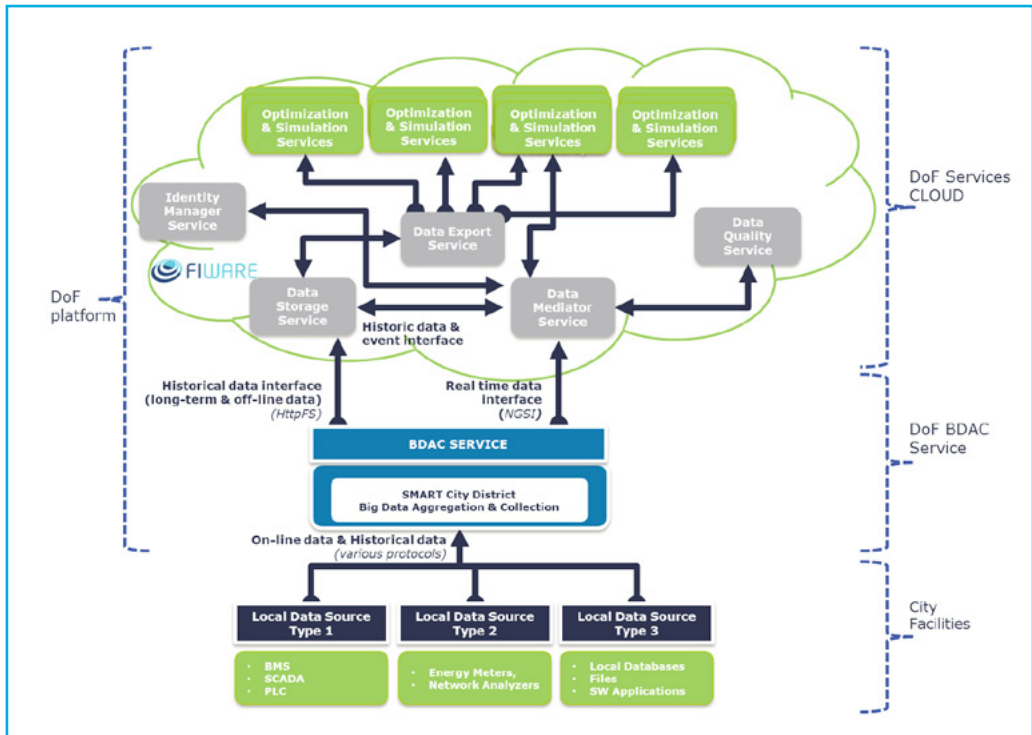 Optimization
& Simulation
Services
Optimization
& Simulation
Services
Optimization
& Simulation
Services
Optimization
& Simulation
Services
DoF Services
CLOUD
Identity
Manager
Service
Data Export
Service
Data
Quality
Service
FIWARE
DoF
platform
Data
Storage
Service
Data
Mediator
Service
Historic data &
event interface
Historical data interface
(long-term & off-line data)
(HttpFS)
Real time data
interface
(NGSI)
DoF BDAC
Service
BDAC SERVICE
SMART City District
Big Data Aggregation & Collection
On-line data & Historical data
(various protocols)
Local Data Source
Type 1
Local Data Source
Type 2
Local Data Source
Type 3
City
Facilities
· BMS
· SCADA
· PLC
· Energy Meters,
· Network Analyzers
· Local Databases
· Files
· SW Applications